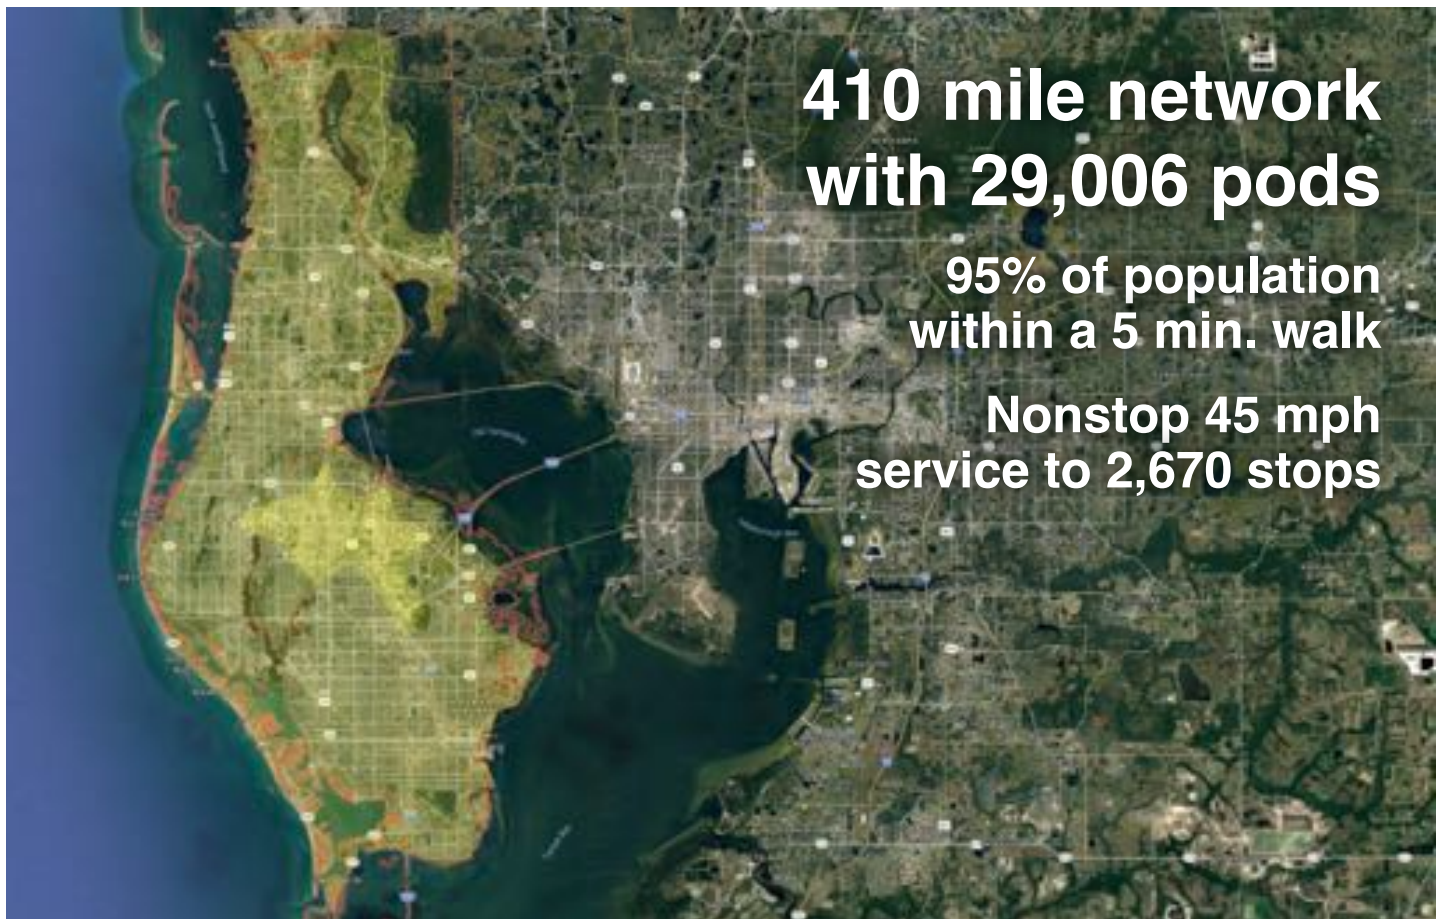 410 mile network
with 29,006 pods
95% of population
within a 5 min. walk
Nonstop 45 mph
service to 2,670 stops